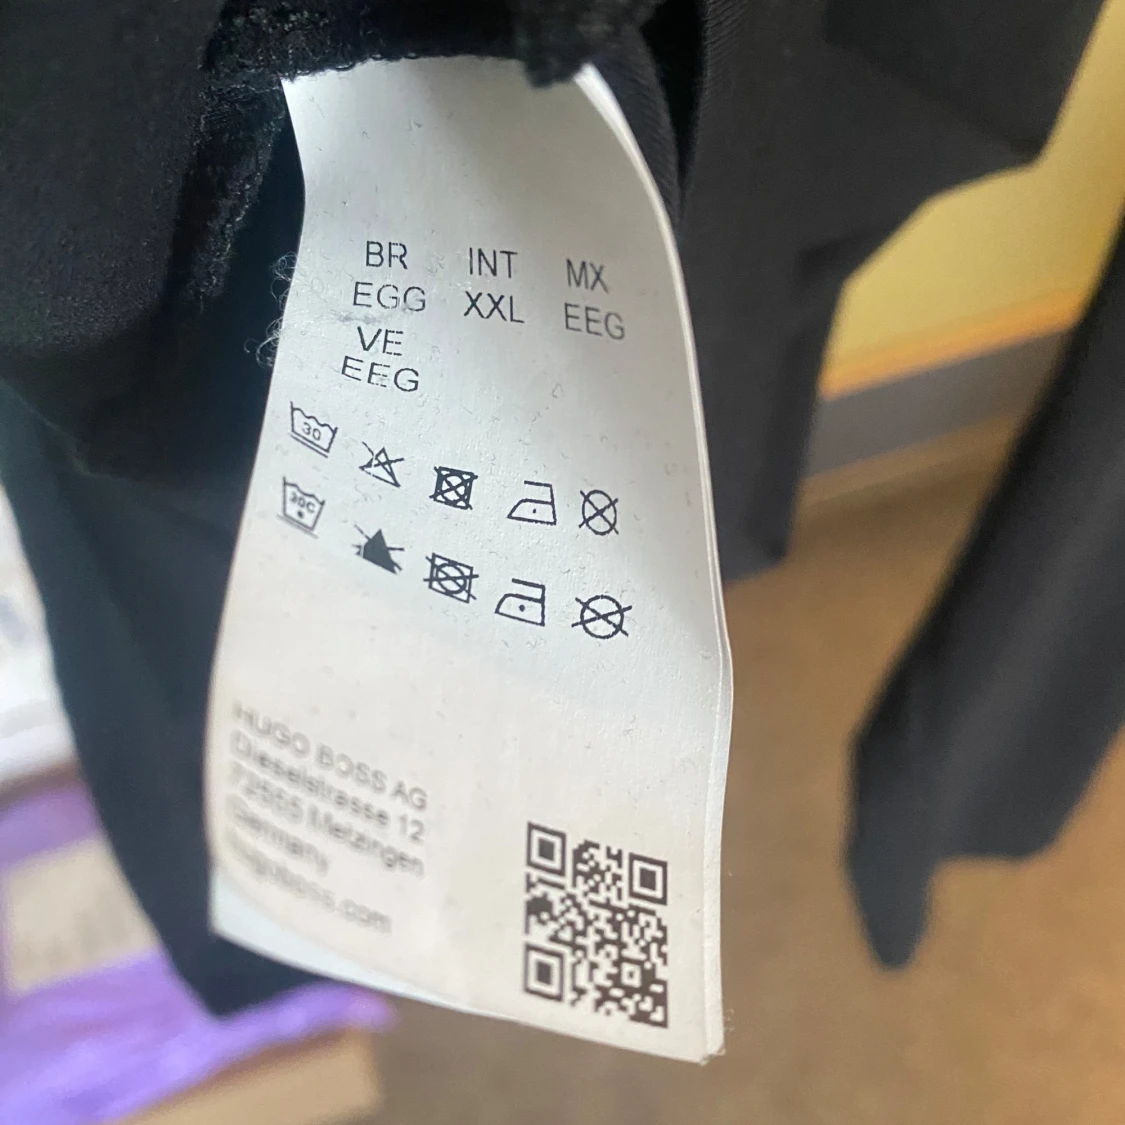 BR INT MX
EGG XXL EEG
VE
EEG
30
30C
HUGO BOSS AG
Dieselstrasse 12
72555 Metzingen
Germany
hugoboss.com